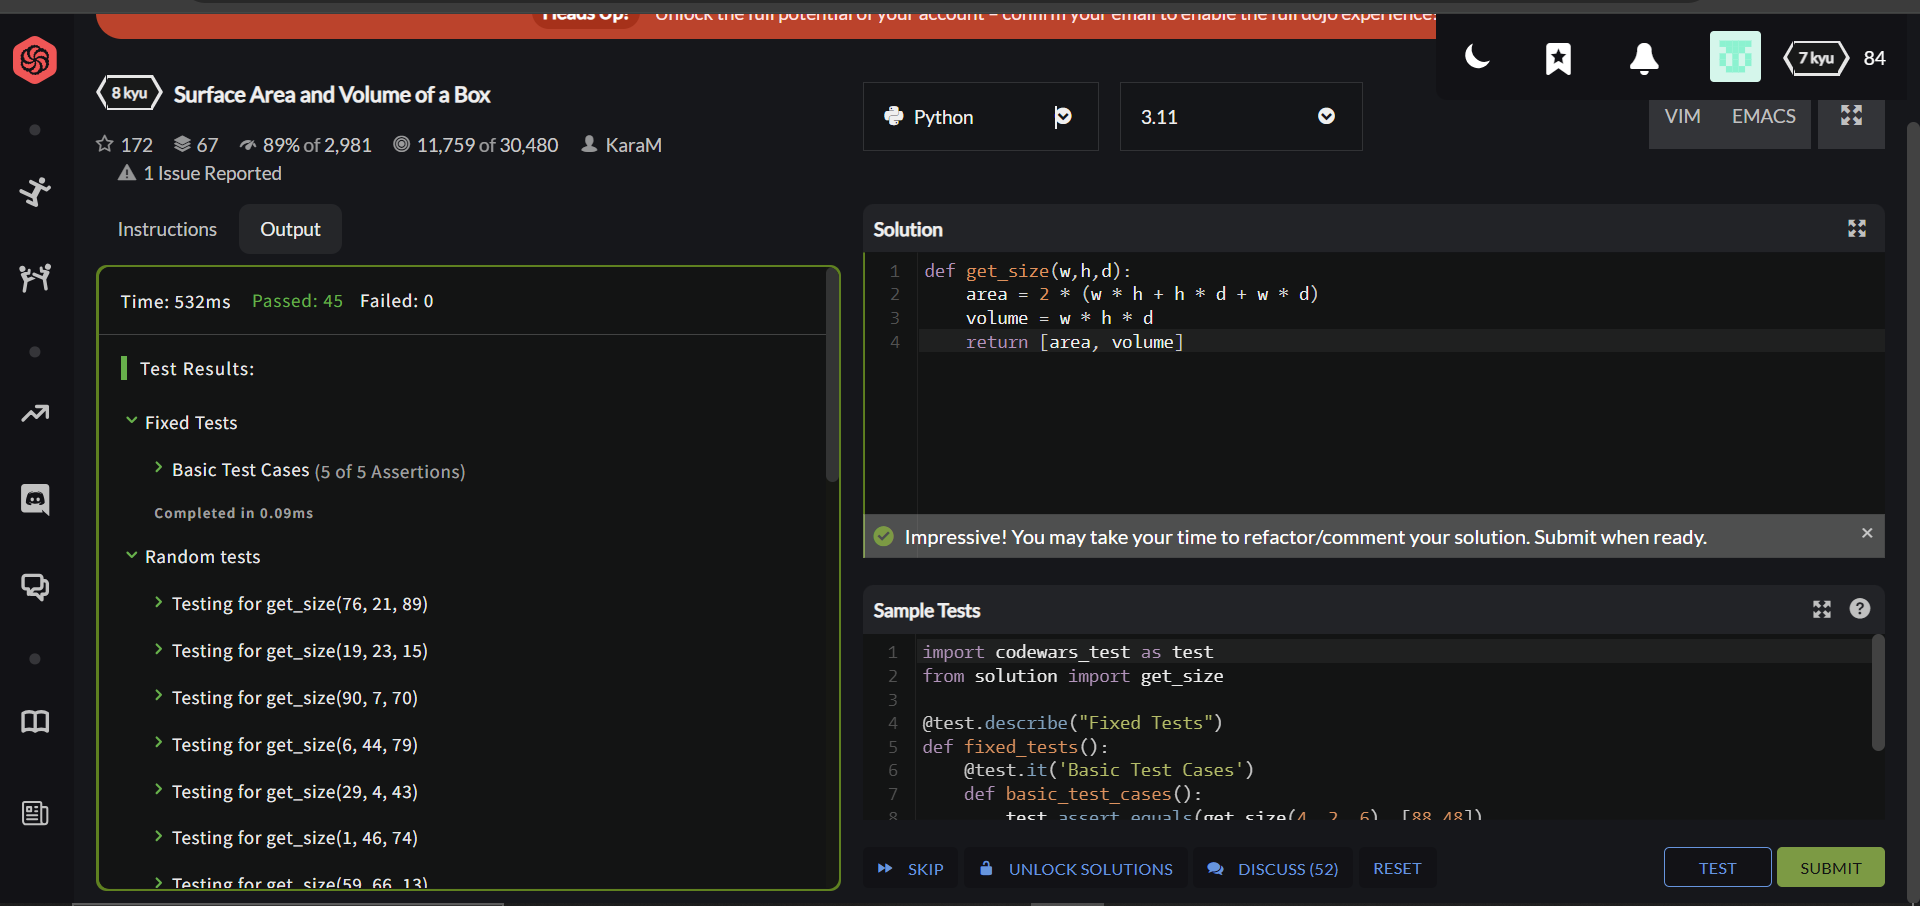 Heads Up! Unlock the full potential of your account – confirm your email to enable the full dojo experience!
7 kyu 84
8 kyu Surface Area and Volume of a Box
172 67 89% of 2,981 11,759 of 30,480 KaraM
1 Issue Reported
Python 3.11
VIM EMACS
Instructions Output
Time: 532ms Passed: 45 Failed: 0
Test Results:
Fixed Tests
Basic Test Cases (5 of 5 Assertions)
Completed in 0.09ms
Random tests
Testing for get_size(76, 21, 89)
Testing for get_size(19, 23, 15)
Testing for get_size(90, 7, 70)
Testing for get_size(6, 44, 79)
Testing for get_size(29, 4, 43)
Testing for get_size(1, 46, 74)
Testing for get_size(59, 66, 13)
Solution
1 def get_size(w,h,d):
2 area = 2 * (w * h + h * d + w * d)
3 volume = w * h * d
4 return [area, volume]
Impressive! You may take your time to refactor/comment your solution. Submit when ready.
Sample Tests
1 import codewars_test as test
2 from solution import get_size
3
4 @test.describe("Fixed Tests")
5 def fixed_tests():
6 @test.it('Basic Test Cases')
7 def basic_test_cases():
8 test.assert_equals(get_size(4, 2, 6), [88,48])
SKIP UNLOCK SOLUTIONS DISCUSS (52) RESET TEST SUBMIT